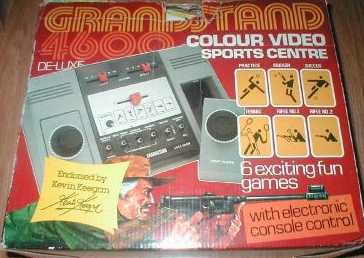 GRANDSTAND
4600
DE-LUXE
COLOUR VIDEO
SPORTS CENTRE
PRACTICE
SOCCER
TENNIS
RIFLE NO.1
RIFLE NO.2
6 exciting fun
games
Endorsed by
Kevin Keegan
with electronic
console control